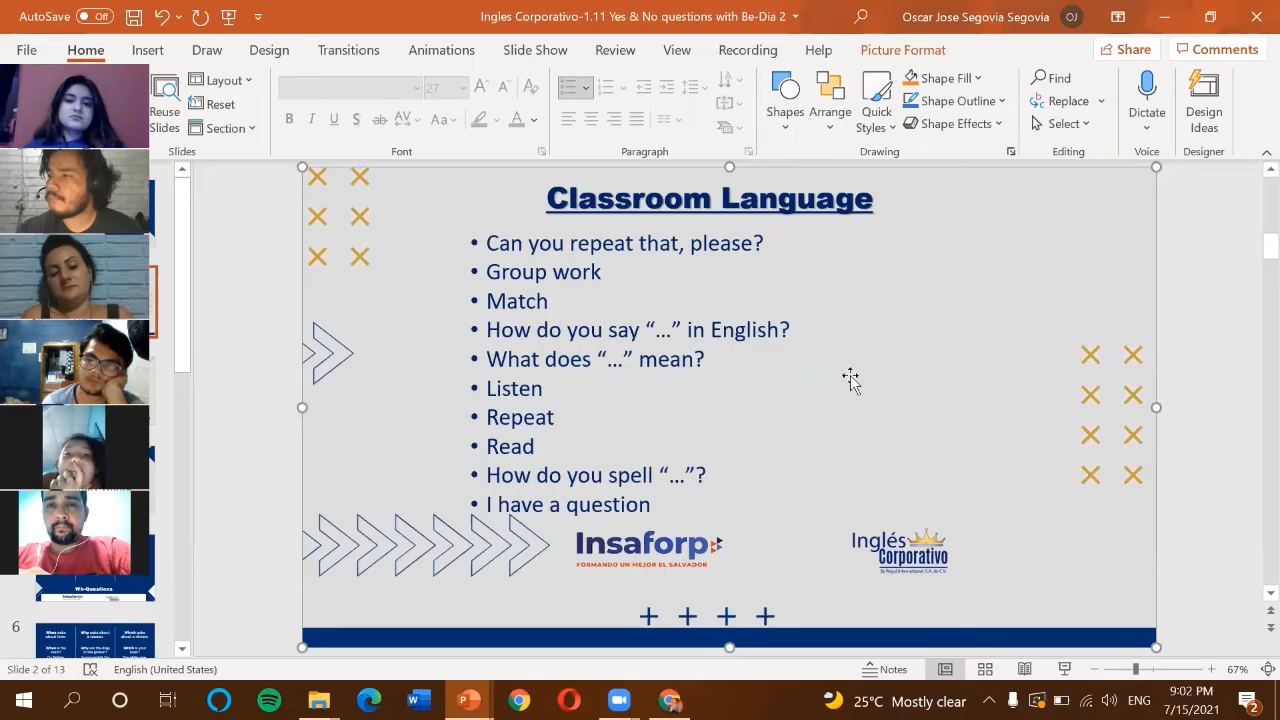 AutoSave Off
Ingles Corporativo-1.11 Yes & No questions with Be-Dia 2
Oscar Jose Segovia Segovia
OJ
File Home Insert Draw Design Transitions Animations Slide Show Review View Recording Help Picture Format
Share
Comments
Reuse Slides
Layout
Reset
Section
Shapes
Arrange
Quick Styles
Shape Fill
Shape Outline
Shape Effects
Find
Replace
Select
Dictate
Design Ideas
Slides Font Paragraph Drawing Editing Voice Designer
Classroom Language
• Can you repeat that, please?
• Group work
• Match
• How do you say “...” in English?
• What does “...” mean?
• Listen
• Repeat
• Read
• How do you spell “...”?
• I have a question
Insaforp
FORMANDO UN MEJOR EL SALVADOR
Inglés
Corporativo
Wh-Questions
6
Slide 2 of 13
English (United States)
Notes
67%
25°C Mostly clear
ENG
9:02 PM
7/15/2021
2